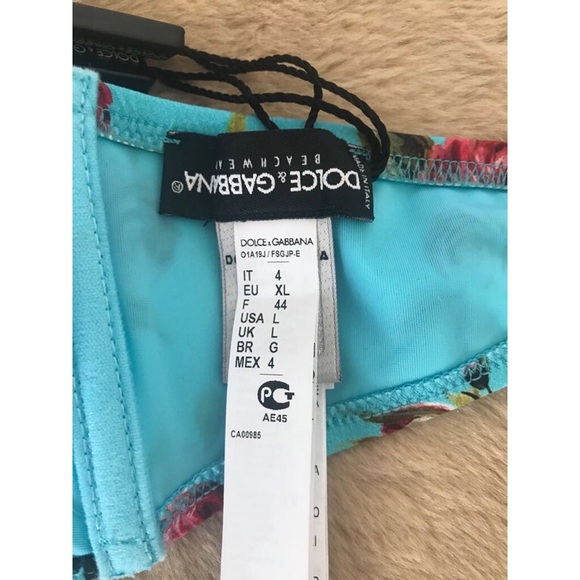 DOLCE & GABBANA®
BEACHWEAR
MADE IN ITALY
DOLCE & GABBANA
O1A19J / FSGJP-E
IT 4
EU XL
F 44
USA L
UK L
BR G
MEX 4
PCT
AE45
CA00985